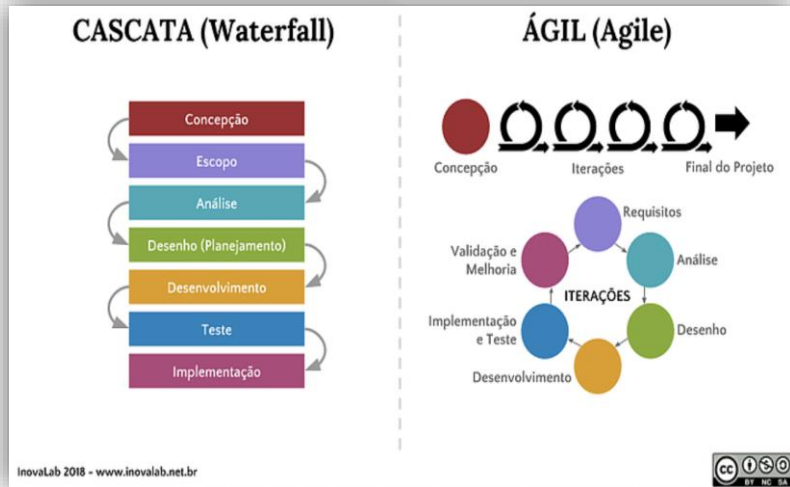 CASCATA (Waterfall)
Concepção
Escopo
Análise
Desenho (Planejamento)
Desenvolvimento
Teste
Implementação
ÁGIL (Agile)
Concepção
Iterações
Final do Projeto
Requisitos
Análise
Desenho
Desenvolvimento
Implementação
e Teste
Validação e
Melhoria
ITERAÇÕES
InovaLab 2018 - www.inovalab.net.br
cc
BY NC SA